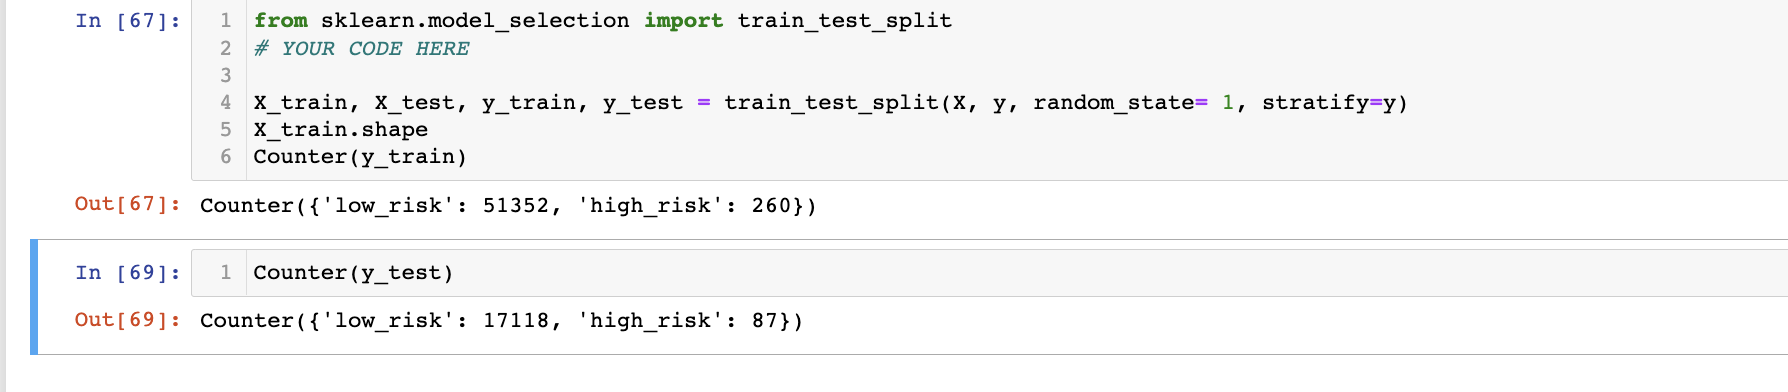 In [67]:
1 from sklearn.model_selection import train_test_split
2 # YOUR CODE HERE
3
4 X_train, X_test, y_train, y_test = train_test_split(X, y, random_state= 1, stratify=y)
5 X_train.shape
6 Counter(y_train)
Out[67]: Counter({'low_risk': 51352, 'high_risk': 260})
In [69]: 1 Counter(y_test)
Out[69]: Counter({'low_risk': 17118, 'high_risk': 87})